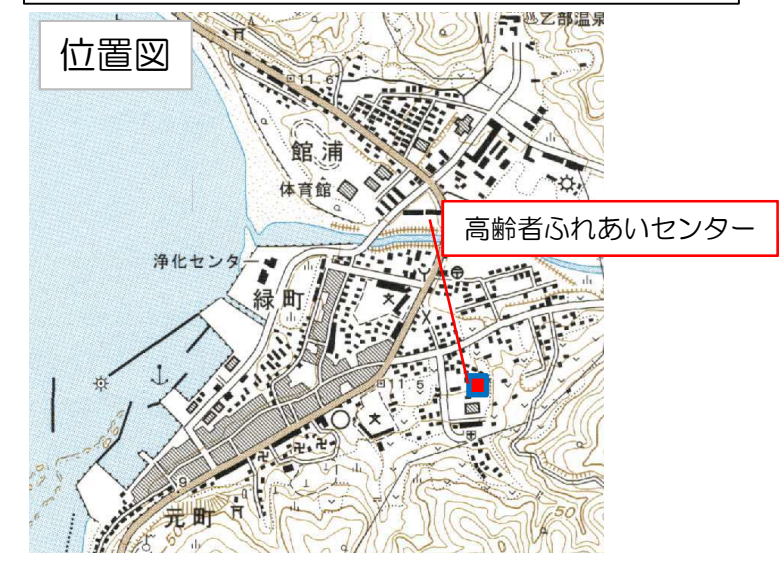 位置図
乙部温泉
11 6
館浦
体育館
高齢者ふれあいセンター
浄化センター
緑町
11 5
9
元町
50
50